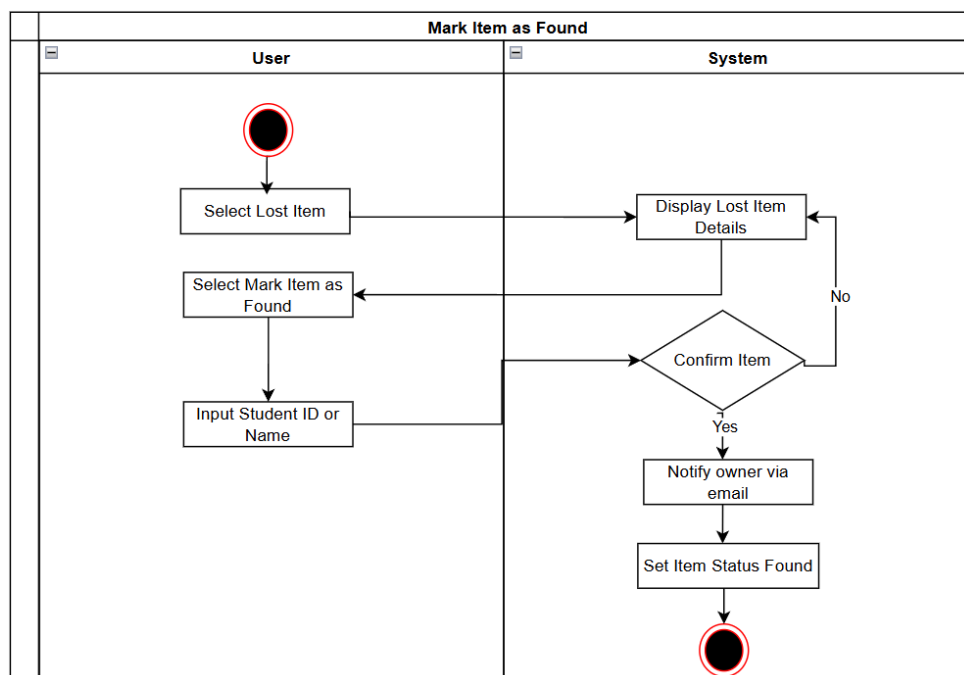 Mark Item as Found
User
System
Select Lost Item
Display Lost Item
Details
Select Mark Item as
Found
No
Confirm Item
Input Student ID or
Name
Yes
Notify owner via
email
Set Item Status Found